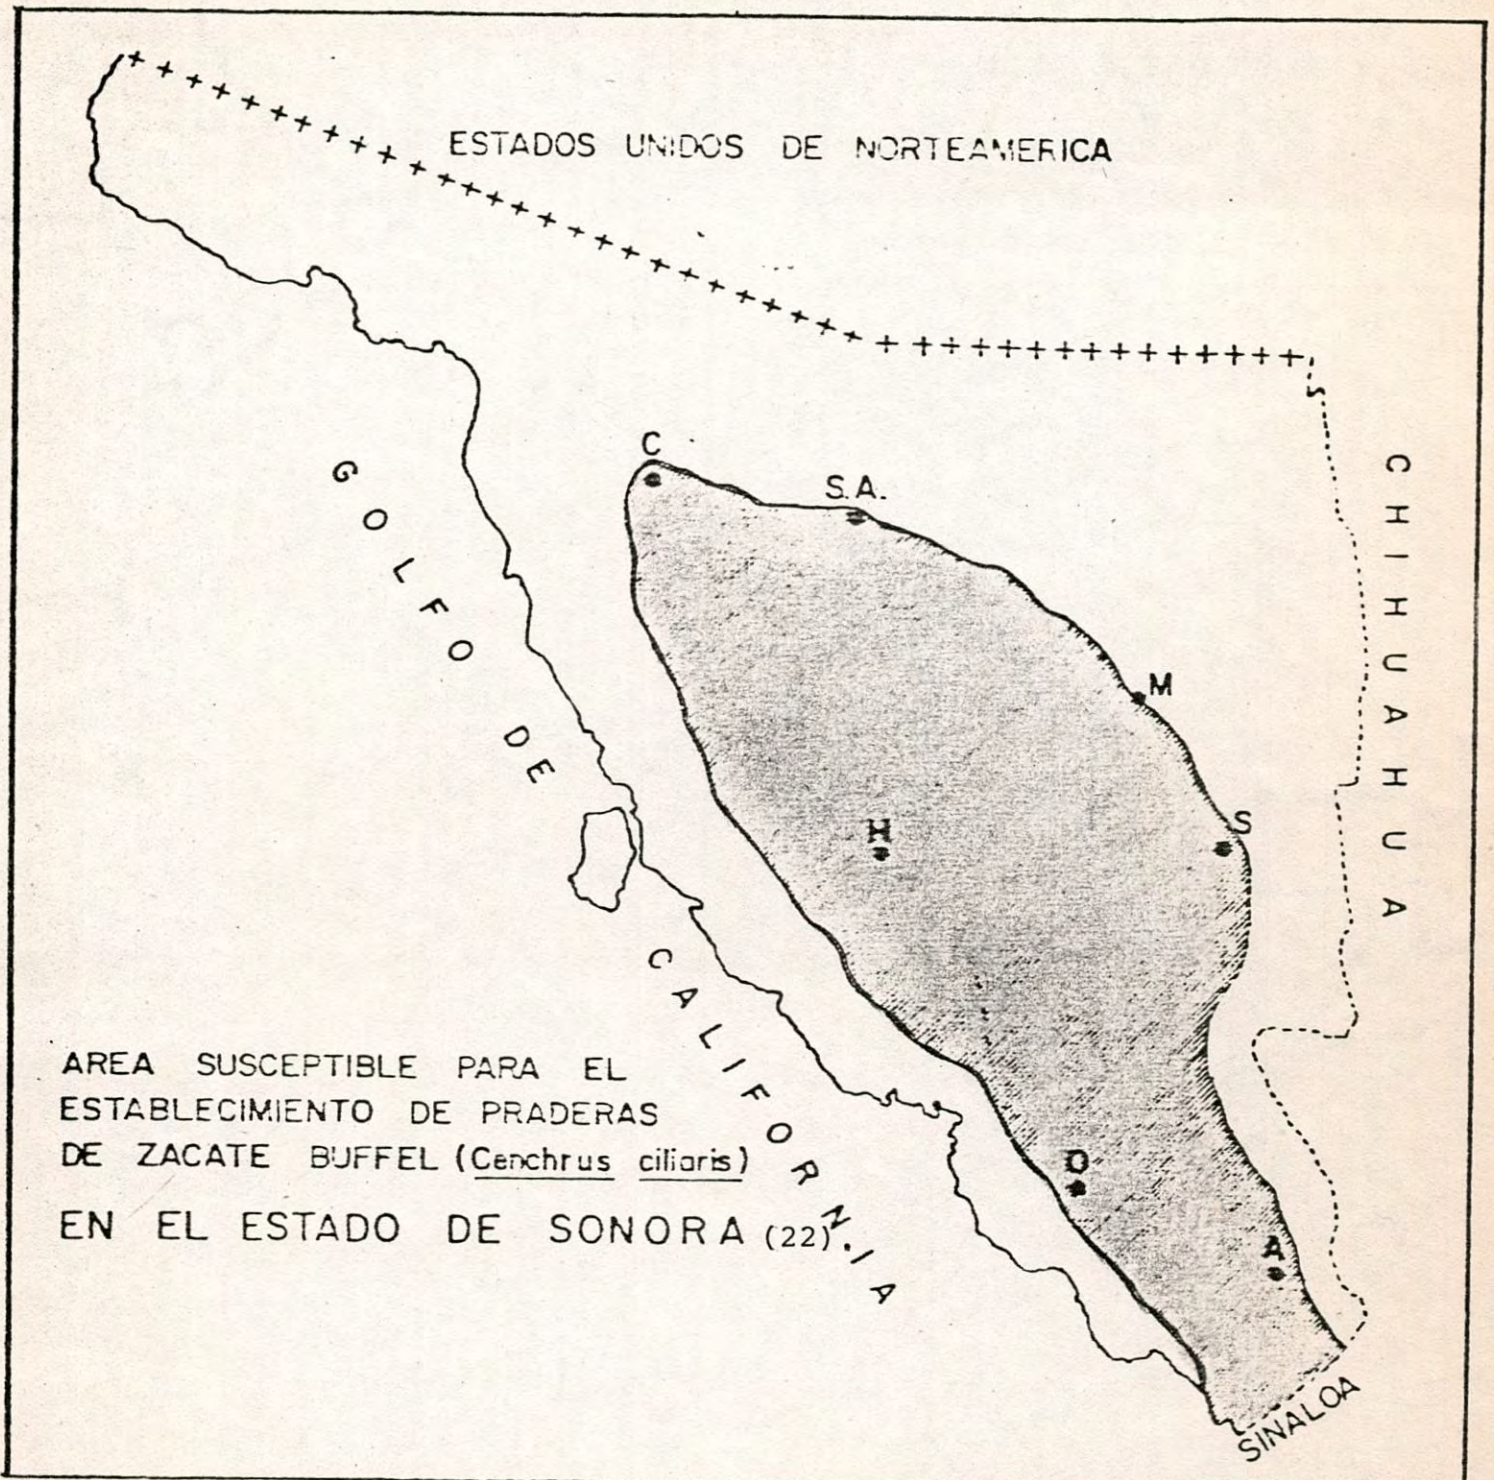 ESTADOS UNIDOS DE NORTEAMERICA
C
S.A.
M
S
H
O
A
GOLFO DE CALIFORNIA
CHIHUAHUA
SINALOA
AREA SUSCEPTIBLE PARA EL
ESTABLECIMIENTO DE PRADERAS
DE ZACATE BUFFEL (Cenchrus ciliaris)
EN EL ESTADO DE SONORA (22).